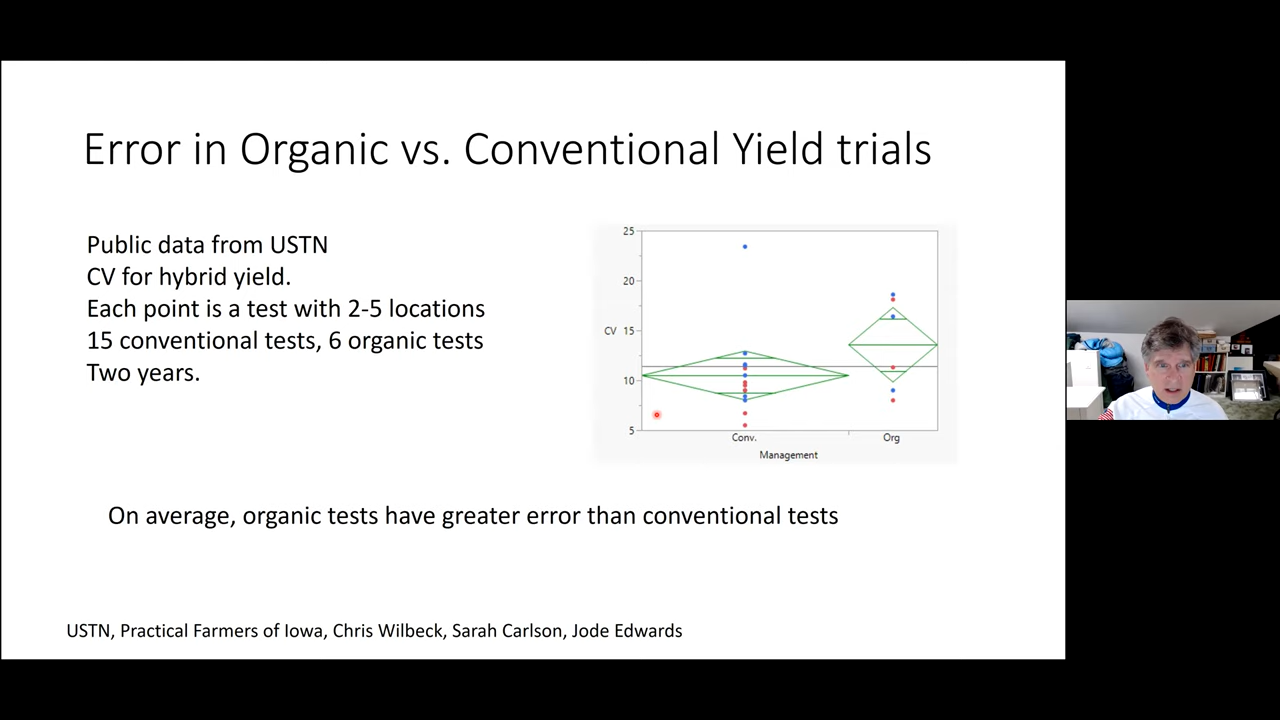 Error in Organic vs. Conventional Yield trials
Public data from USTN
CV for hybrid yield.
Each point is a test with 2-5 locations
15 conventional tests, 6 organic tests
Two years.
25
20
CV 15
10
5
Conv. Org
Management
On average, organic tests have greater error than conventional tests
USTN, Practical Farmers of Iowa, Chris Wilbeck, Sarah Carlson, Jode Edwards